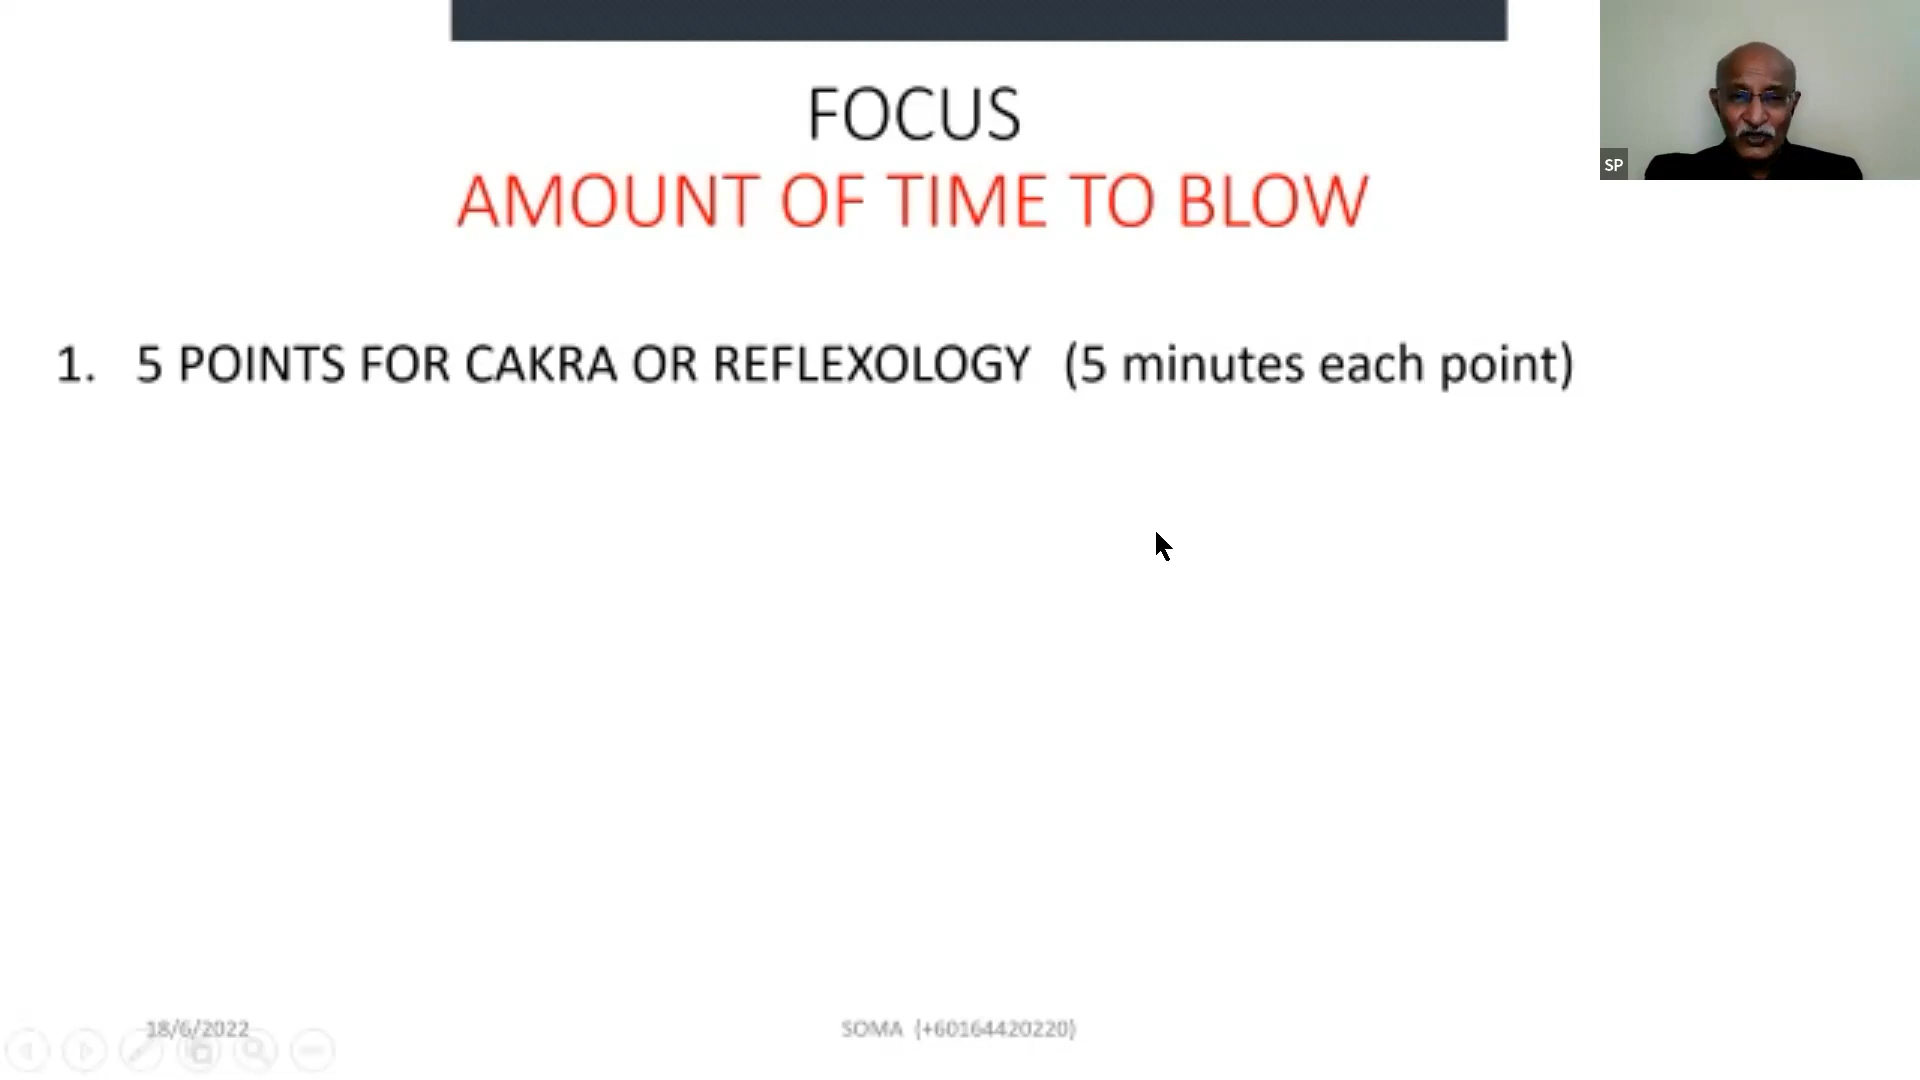 FOCUS
AMOUNT OF TIME TO BLOW
SP
1. 5 POINTS FOR CAKRA OR REFLEXOLOGY (5 minutes each point)
18/6/2022
SOMA (+60164420220)